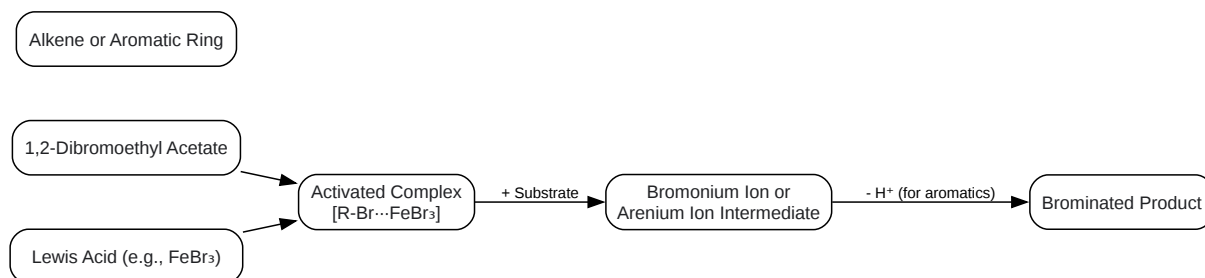 Alkene or Aromatic Ring
1,2-Dibromoethyl Acetate
Lewis Acid (e.g., FeBr₃)
Activated Complex
[R-Br···FeBr₃]
+ Substrate
Bromonium Ion or
Arenium Ion Intermediate
- H⁺ (for aromatics)
Brominated Product